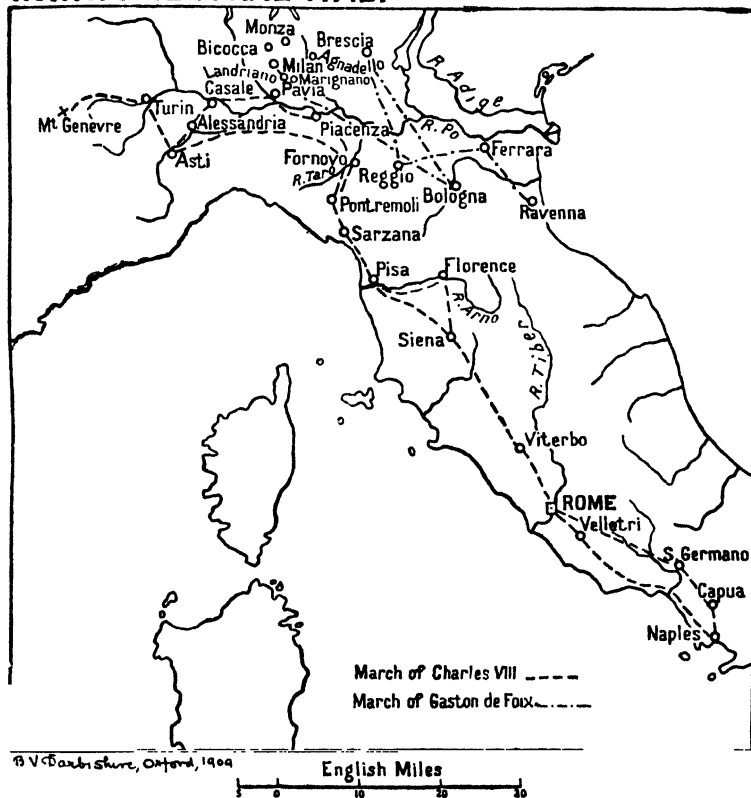 Monza
Bicocca
Brescia
Agnadello
Milan
Landriano
Marignano
R. Adige
Casale
Pavia
Turin
Mt Genevre
Alessandria
Piacenza
R. Po
Asti
Fornovo
R. Taro
Reggio
Ferrara
Bologna
Pontremoli
Ravenna
Sarzana
Pisa
Florence
R. Arno
Siena
R. Tiber
Viterbo
ROME
Velletri
S. Germano
Capua
Naples
March of Charles VIII
March of Gaston de Foix
B V Darbishire, Oxford, 1909
English Miles
5 0 10 20 30